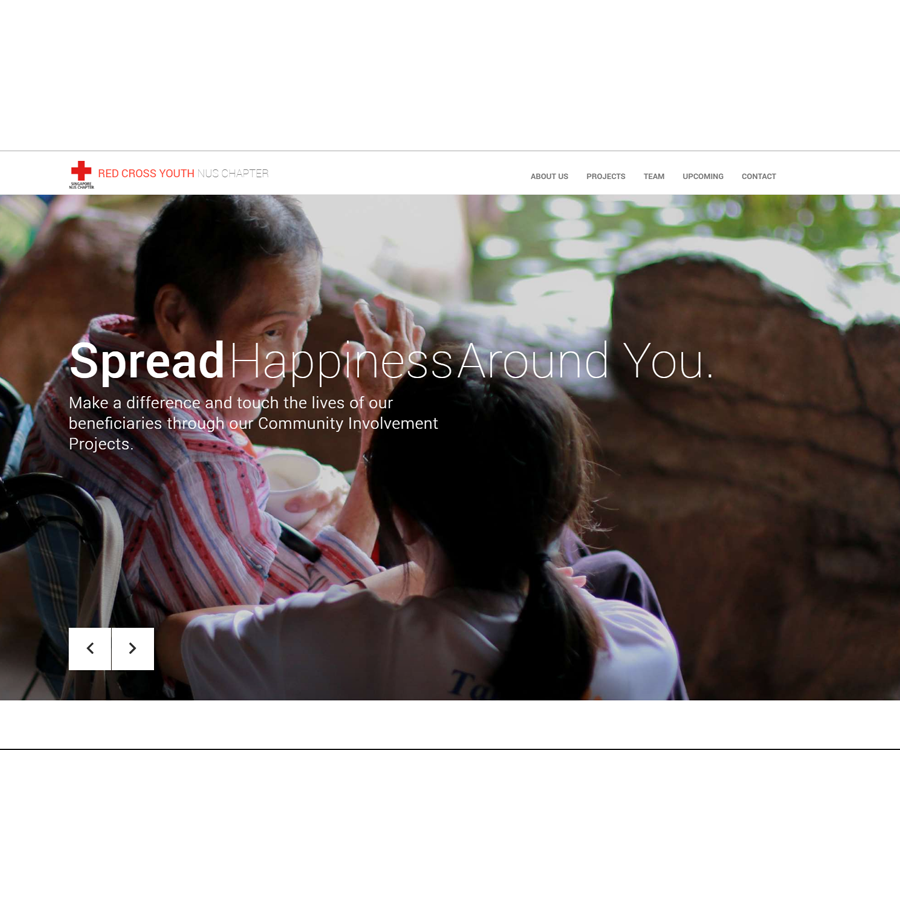 SINGAPORE
NUS CHAPTER
RED CROSS YOUTH NUS CHAPTER
ABOUT US PROJECTS TEAM UPCOMING CONTACT
Spread Happiness Around You.
Make a difference and touch the lives of our
beneficiaries through our Community Involvement
Projects.